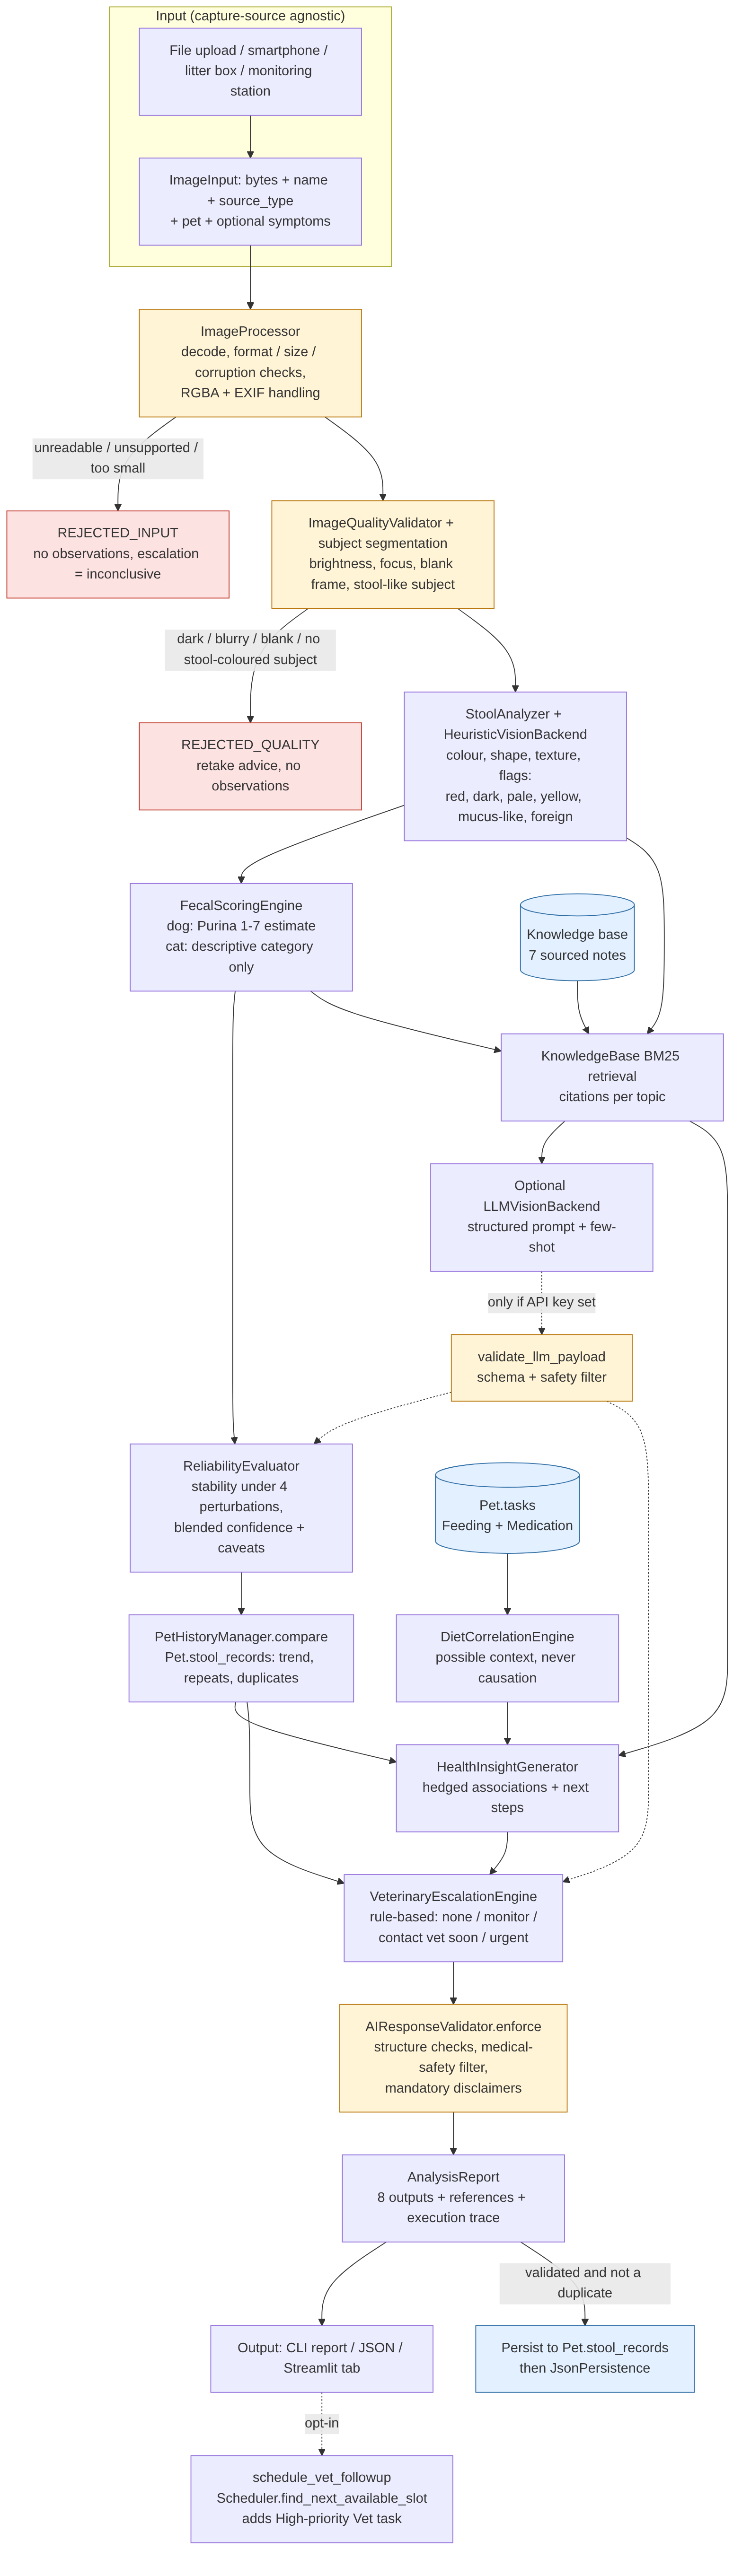 Input (capture-source agnostic)
File upload / smartphone /
litter box / monitoring
station
ImageInput: bytes + name
+ source_type
+ pet + optional symptoms
ImageProcessor
decode, format / size /
corruption checks,
RGBA + EXIF handling
unreadable / unsupported /
too small
REJECTED_INPUT
no observations, escalation
= inconclusive
ImageQualityValidator +
subject segmentation
brightness, focus, blank
frame, stool-like subject
dark / blurry / blank / no
stool-coloured subject
REJECTED_QUALITY
retake advice, no
observations
StoolAnalyzer +
HeuristicVisionBackend
colour, shape, texture,
flags:
red, dark, pale, yellow,
mucus-like, foreign
FecalScoringEngine
dog: Purina 1-7 estimate
cat: descriptive category
only
Knowledge base
7 sourced notes
KnowledgeBase BM25
retrieval
citations per topic
Optional
LLMVisionBackend
structured prompt + few-
shot
only if API key set
validate_llm_payload
schema + safety filter
ReliabilityEvaluator
stability under 4
perturbations,
blended confidence +
caveats
Pet.tasks
Feeding + Medication
PetHistoryManager.compare
Pet.stool_records: trend,
repeats, duplicates
DietCorrelationEngine
possible context, never
causation
HealthInsightGenerator
hedged associations + next
steps
VeterinaryEscalationEngine
rule-based: none / monitor /
contact vet soon / urgent
AIResponseValidator.enforce
structure checks, medical-
safety filter,
mandatory disclaimers
AnalysisReport
8 outputs + references +
execution trace
validated and not a
duplicate
Output: CLI report / JSON /
Streamlit tab
Persist to Pet.stool_records
then JsonPersistence
opt-in
schedule_vet_followup
Scheduler.find_next_available_slot
adds High-priority Vet task